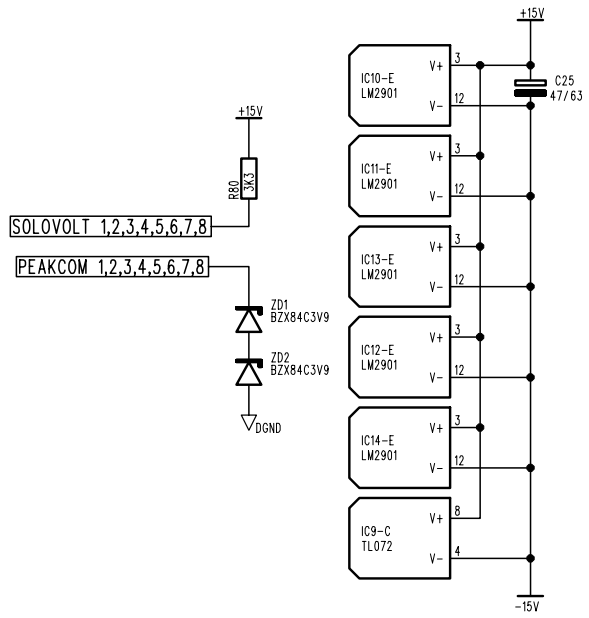 +15V
3
V+
IC10-E
LM2901
12
V-
C25
47/63
+15V
R80
3K3
3
V+
IC11-E
LM2901
12
V-
SOLOVOLT 1,2,3,4,5,6,7,8
3
V+
IC13-E
LM2901
12
V-
PEAKCOM 1,2,3,4,5,6,7,8
ZD1
BZX84C3V9
3
V+
IC12-E
LM2901
12
V-
ZD2
BZX84C3V9
DGND
3
V+
IC14-E
LM2901
12
V-
8
V+
IC9-C
TL072
4
V-
-15V